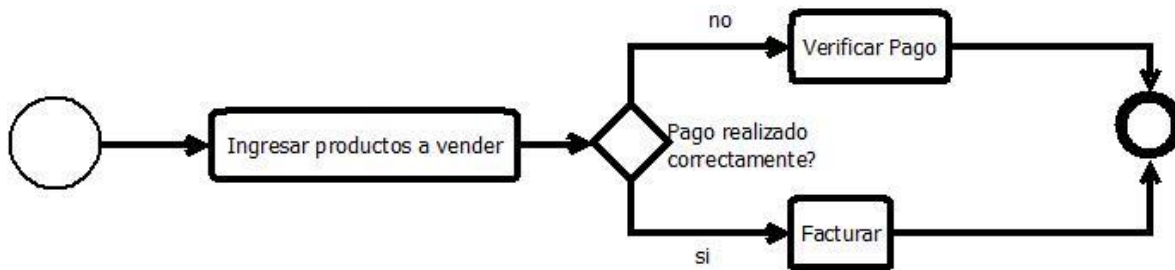 no
Verificar Pago
Ingresar productos a vender
Pago realizado
correctamente?
Facturar
si